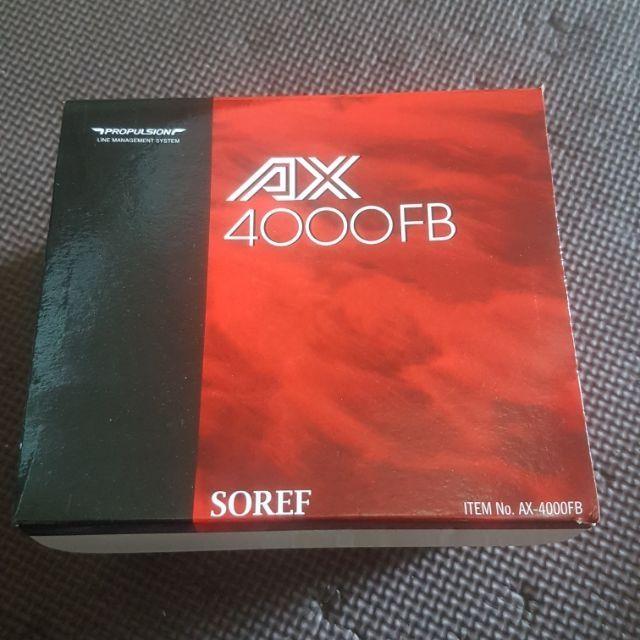 PROPULSION
LINE MANAGEMENT SYSTEM
AX
4000FB
SOREF
ITEM No. AX-4000FB